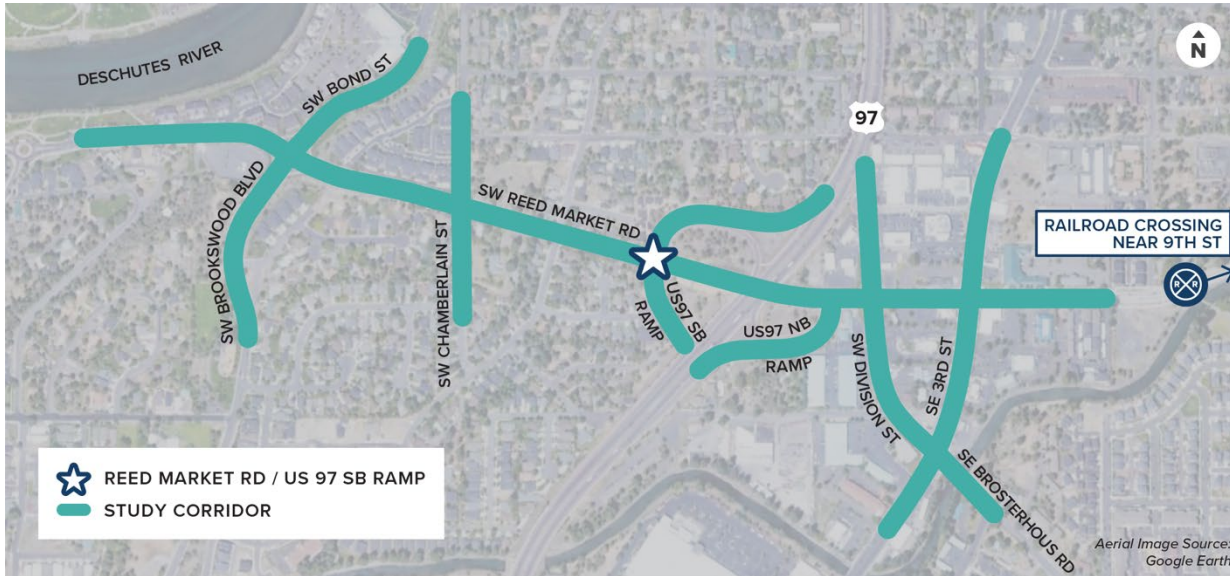 DESCHUTES RIVER
SW BOND ST
N
97
SW BROOKSWOOD BLVD
SW CHAMBERLAIN ST
SW REED MARKET RD
RAILROAD CROSSING
NEAR 9TH ST
R R
US97 SB
RAMP
US97 NB
RAMP
SW DIVISION ST
SE 3RD ST
SE BROSTERHOUS RD
REED MARKET RD / US 97 SB RAMP
STUDY CORRIDOR
Aerial Image Source:
Google Earth